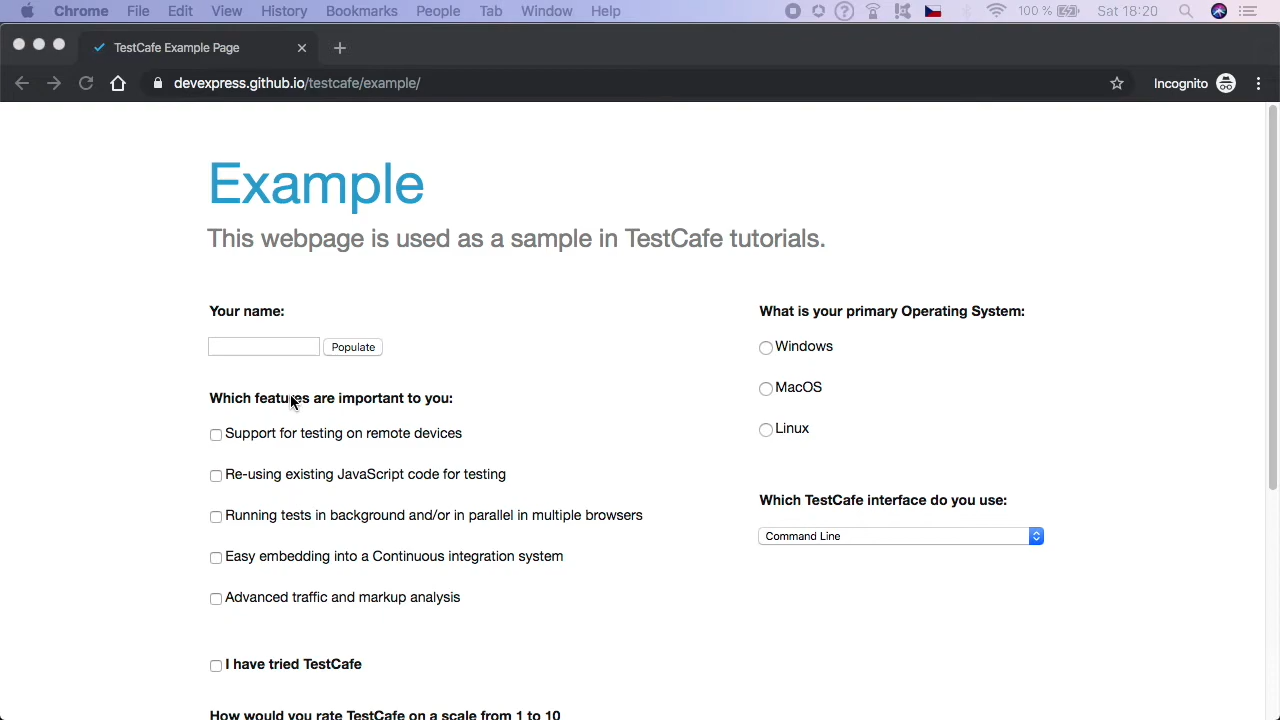 Chrome File Edit View History Bookmarks People Tab Window Help 100 % Sat 18:20
TestCafe Example Page
devexpress.github.io/testcafe/example/ Incognito
Example
This webpage is used as a sample in TestCafe tutorials.
Your name:
Populate
Which features are important to you:
Support for testing on remote devices
Re-using existing JavaScript code for testing
Running tests in background and/or in parallel in multiple browsers
Easy embedding into a Continuous integration system
Advanced traffic and markup analysis
I have tried TestCafe
How would you rate TestCafe on a scale from 1 to 10
What is your primary Operating System:
Windows
MacOS
Linux
Which TestCafe interface do you use:
Command Line